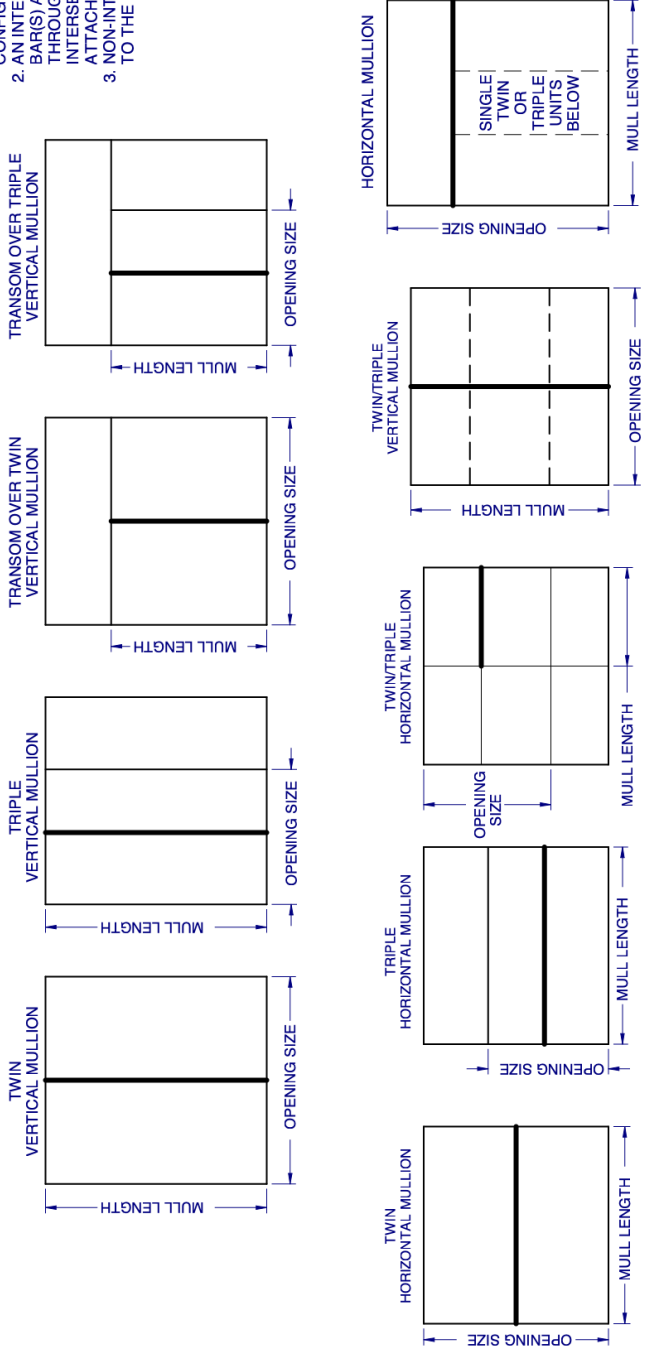 CONFIG
2. AN INTE
BAR(S) A
THROUG
INTERSE
ATTACH
3. NON-INT
TO THE
TRANSOM OVER TRIPLE
VERTICAL MULLION
MULL LENGTH
OPENING SIZE
TRANSOM OVER TWIN
VERTICAL MULLION
MULL LENGTH
OPENING SIZE
TRIPLE
VERTICAL MULLION
MULL LENGTH
OPENING SIZE
TWIN
VERTICAL MULLION
MULL LENGTH
OPENING SIZE
HORIZONTAL MULLION
SINGLE
TWIN
OR
TRIPLE
UNITS
BELOW
OPENING SIZE
MULL LENGTH
TWIN/TRIPLE
VERTICAL MULLION
MULL LENGTH
OPENING SIZE
TWIN/TRIPLE
HORIZONTAL MULLION
OPENING
SIZE
MULL LENGTH
TRIPLE
HORIZONTAL MULLION
OPENING SIZE
MULL LENGTH
TWIN
HORIZONTAL MULLION
OPENING SIZE
MULL LENGTH